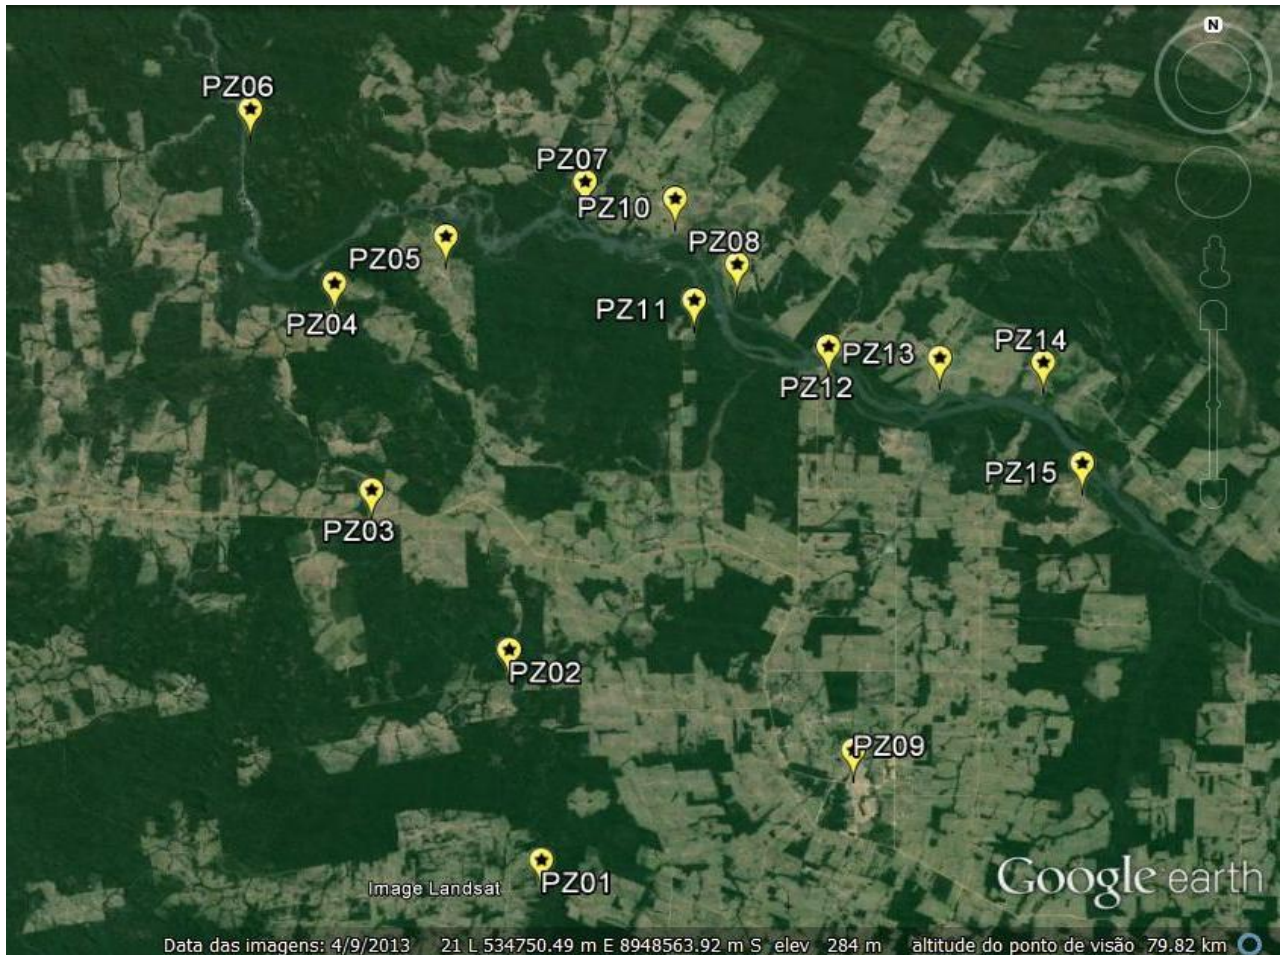 N
PZ06
PZ07
PZ10
PZ08
PZ05
PZ11
PZ04
PZ13
PZ14
PZ12
PZ15
PZ03
PZ02
PZ09
PZ01
Image Landsat
Google earth
Data das imagens: 4/9/2013 21 L 534750.49 m E 8948563.92 m S elev 284 m altitude do ponto de visão 79.82 km